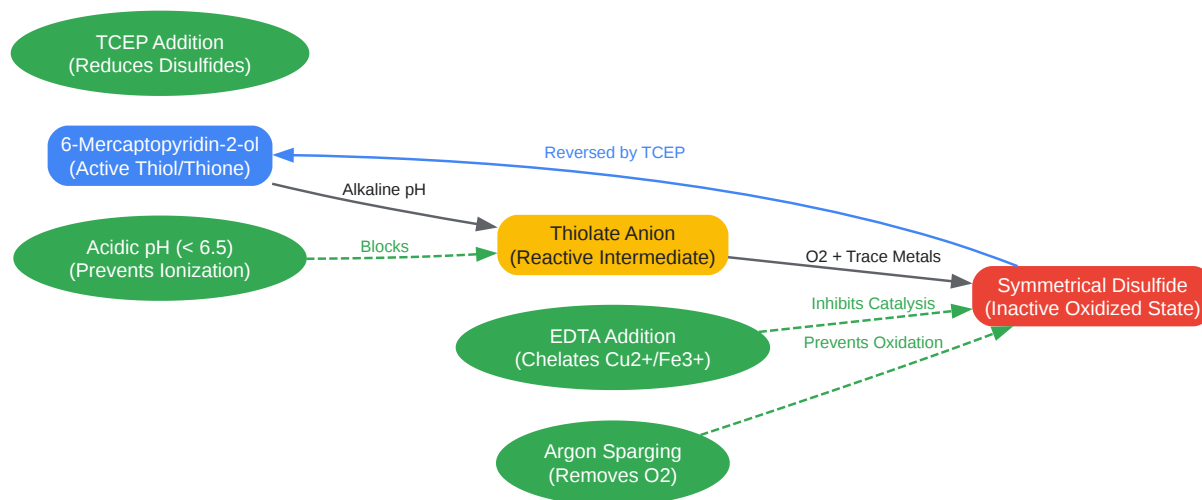 TCEP Addition
(Reduces Disulfides)
6-Mercaptopyridin-2-ol
(Active Thiol/Thione)
Reversed by TCEP
Alkaline pH
Acidic pH (< 6.5)
(Prevents Ionization)
Blocks
Thiolate Anion
(Reactive Intermediate)
O2 + Trace Metals
Symmetrical Disulfide
(Inactive Oxidized State)
EDTA Addition
(Chelates Cu2+/Fe3+)
Inhibits Catalysis
Prevents Oxidation
Argon Sparging
(Removes O2)